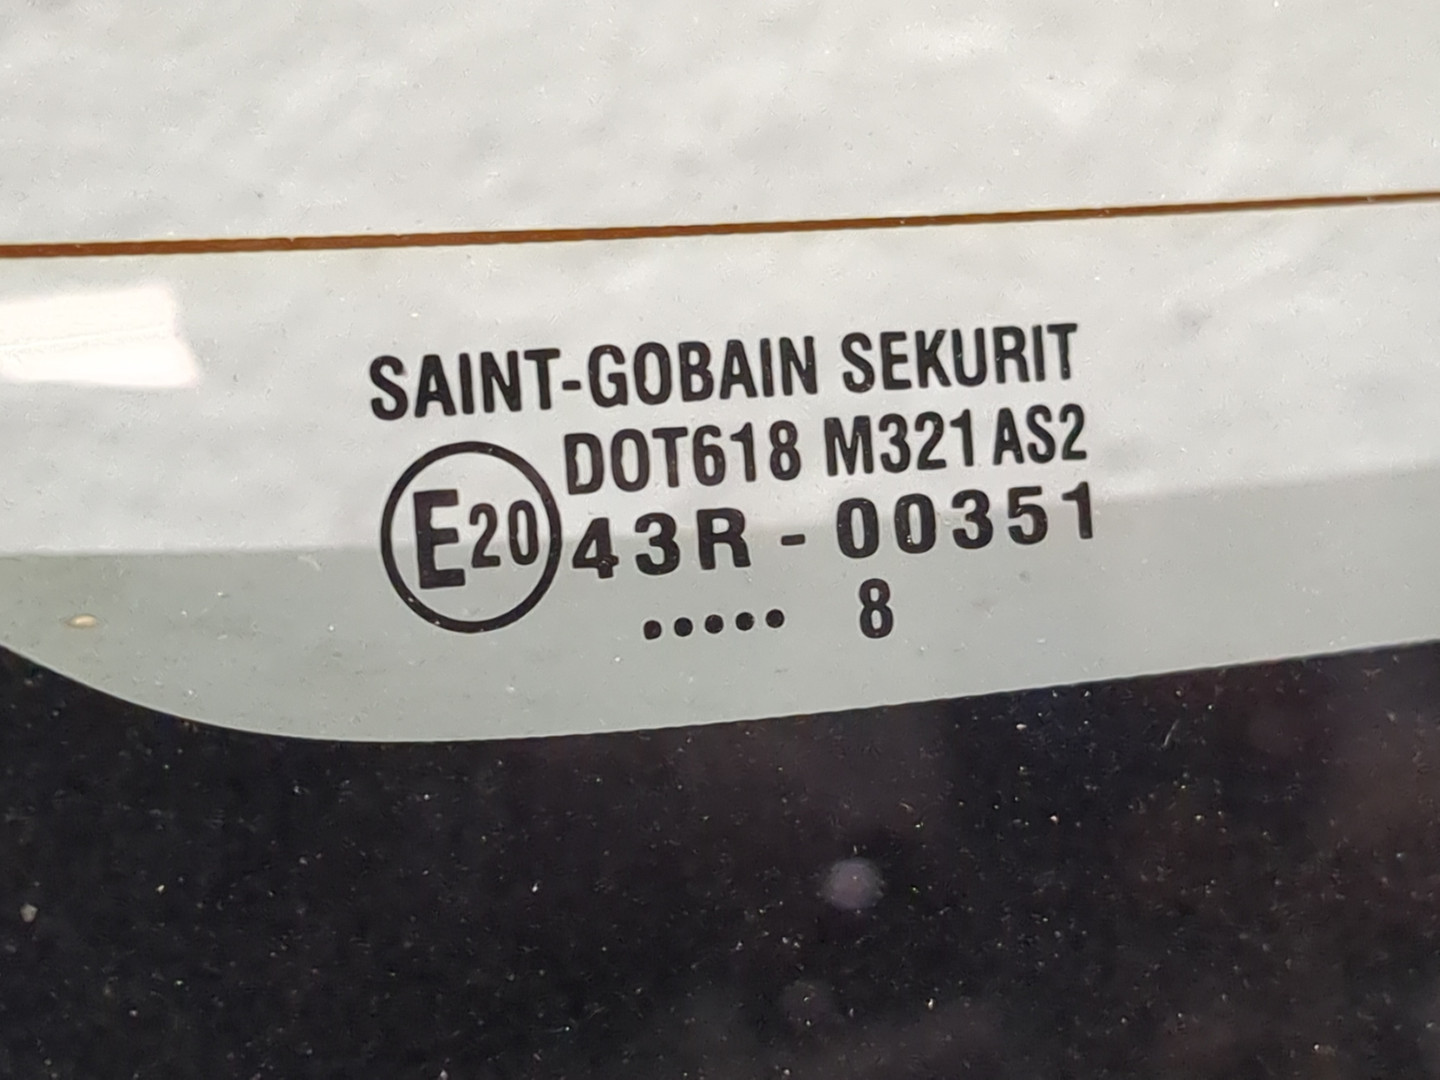 SAINT-GOBAIN SEKURIT
DOT618 M321 AS2
E20 43R - 00351
..... 8